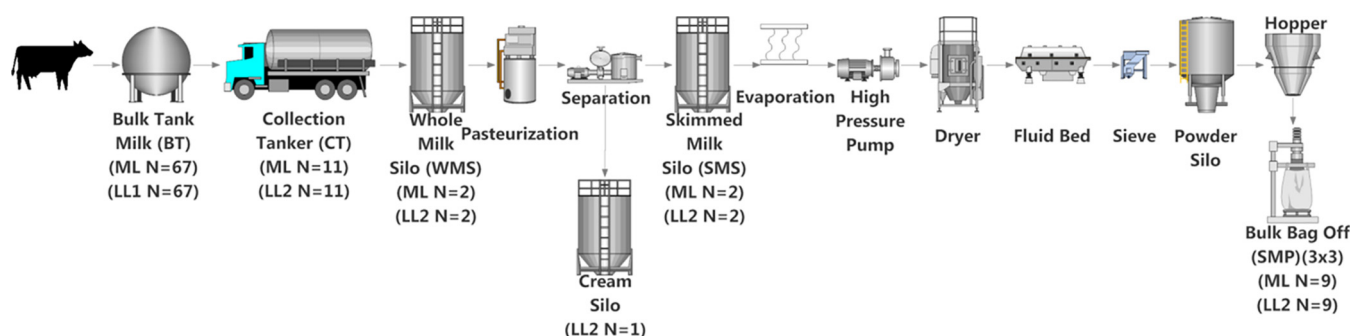 Bulk Tank
Milk (BT)
(ML N=67)
(LL1 N=67)
Collection
Tanker (CT)
(ML N=11)
(LL2 N=11)
Whole
Milk
Silo (WMS)
(ML N=2)
(LL2 N=2)
Pasteurization
Separation
Cream
Silo
(LL2 N=1)
Skimmed
Milk
Silo (SMS)
(ML N=2)
(LL2 N=2)
Evaporation
High
Pressure
Pump
Dryer
Fluid Bed
Sieve
Powder
Silo
Hopper
Bulk Bag Off
(SMP)(3x3)
(ML N=9)
(LL2 N=9)